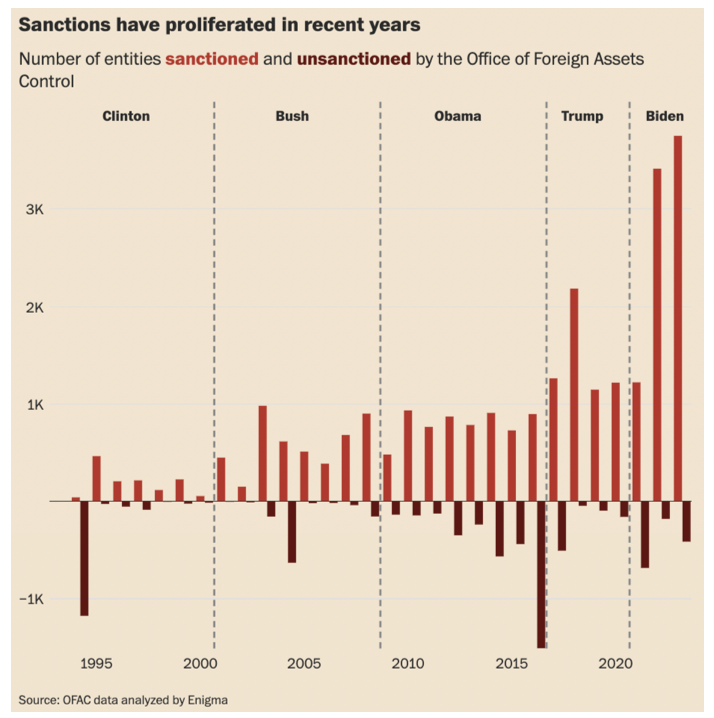 Sanctions have proliferated in recent years
Number of entities sanctioned and unsanctioned by the Office of Foreign Assets
Control
Clinton Bush Obama Trump Biden
3K
2K
1K
−1K
1995 2000 2005 2010 2015 2020
Source: OFAC data analyzed by Enigma